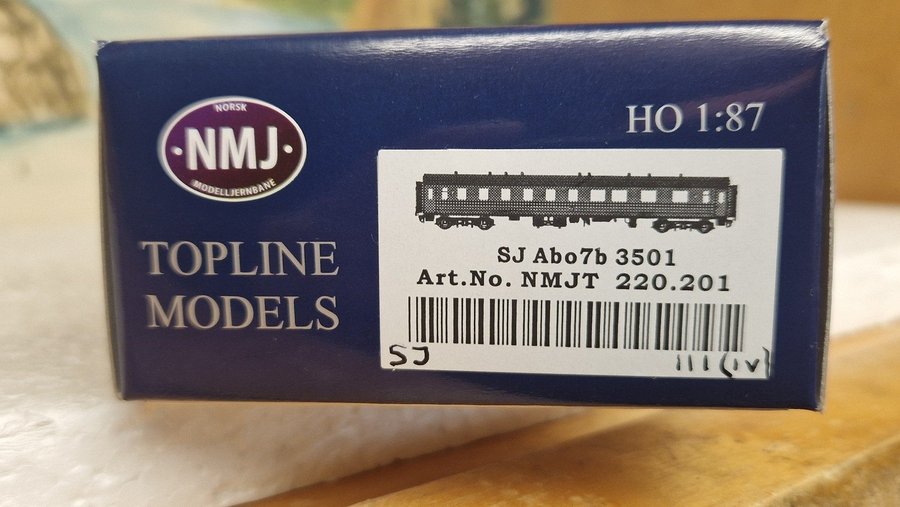 NORSK
·NMJ·
MODELLJERNBANE
HO 1:87
TOPLINE
MODELS
SJ Abo7b 3501
Art.No. NMJT 220.201
SJ
III (IV)